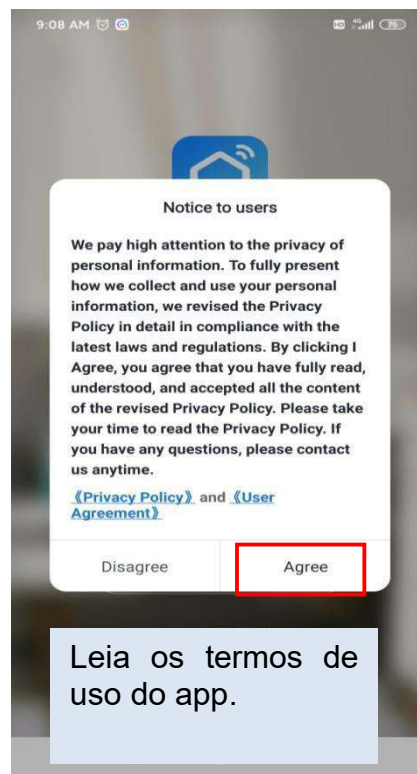 9:08 AM
HD 4G 75
Notice to users
We pay high attention to the privacy of
personal information. To fully present
how we collect and use your personal
information, we revised the Privacy
Policy in detail in compliance with the
latest laws and regulations. By clicking I
Agree, you agree that you have fully read,
understood, and accepted all the content
of the revised Privacy Policy. Please take
your time to read the Privacy Policy. If
you have any questions, please contact
us anytime.
《Privacy Policy》 and 《User
Agreement》
Disagree Agree
Leia os termos de
uso do app.